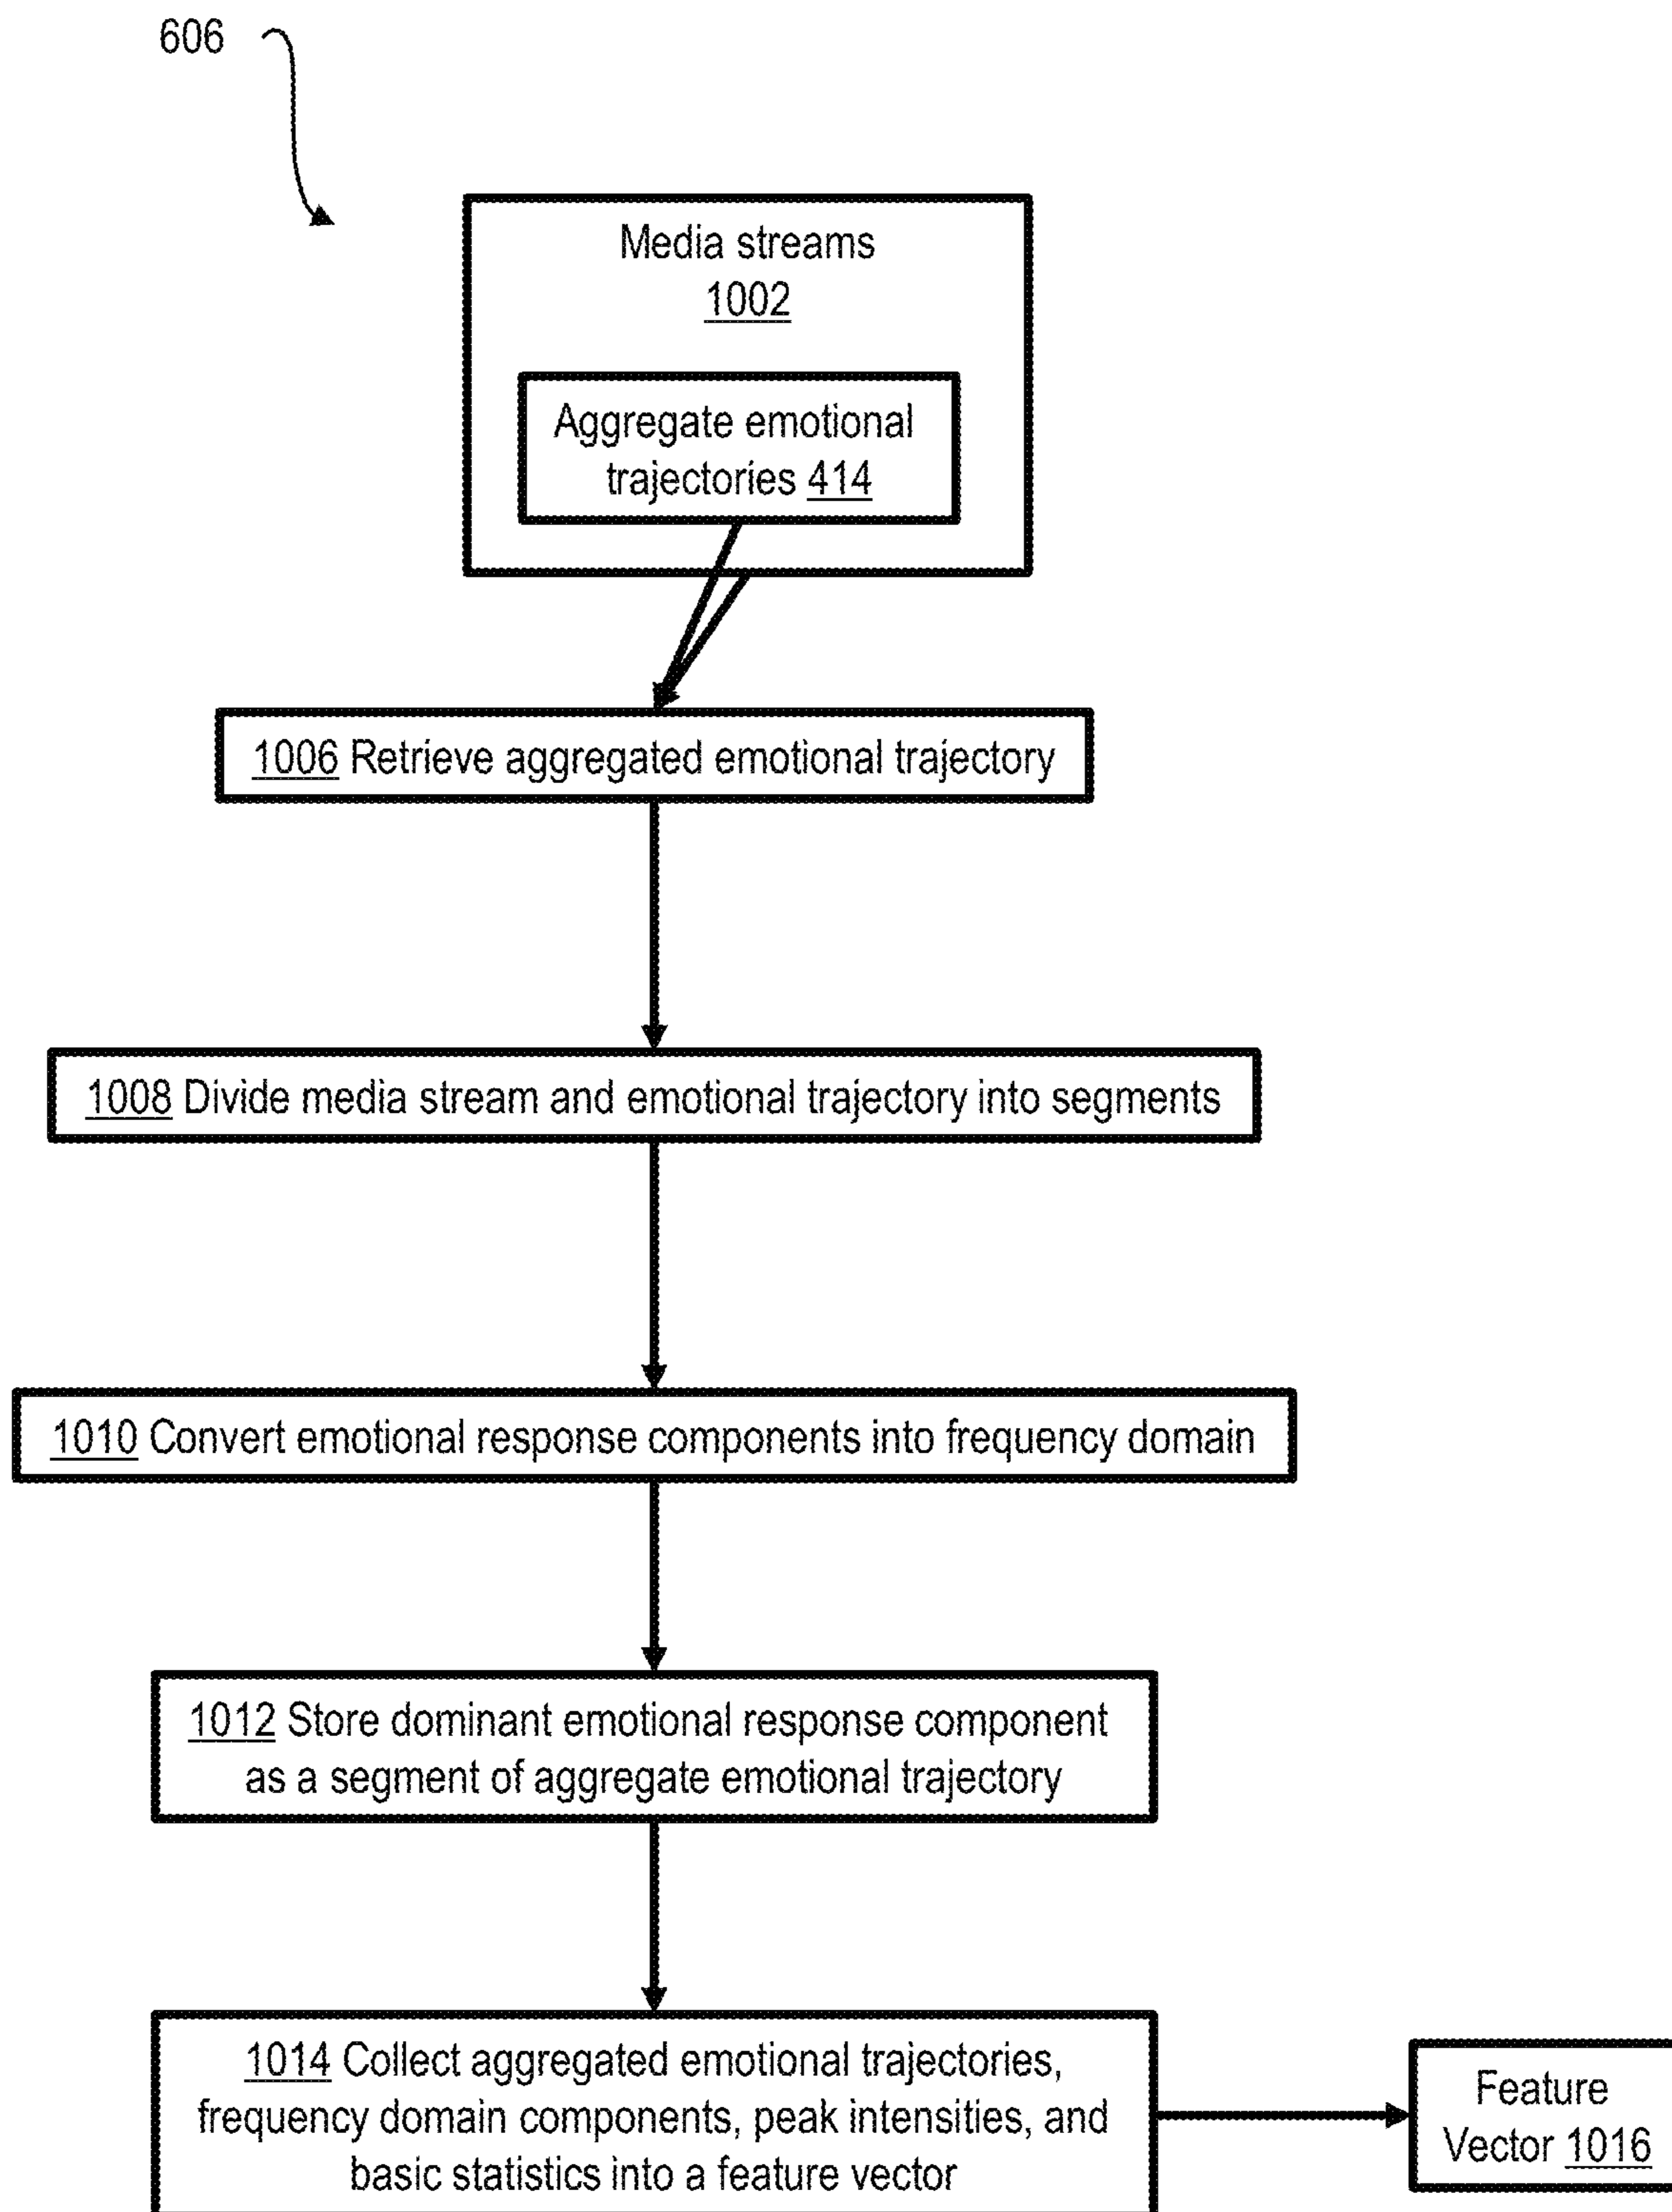 606
Media streams
1002
Aggregate emotional
trajectories 414
1006 Retrieve aggregated emotional trajectory
1008 Divide media stream and emotional trajectory into segments
1010 Convert emotional response components into frequency domain
1012 Store dominant emotional response component
as a segment of aggregate emotional trajectory
1014 Collect aggregated emotional trajectories,
frequency domain components, peak intensities, and
basic statistics into a feature vector
Feature
Vector 1016